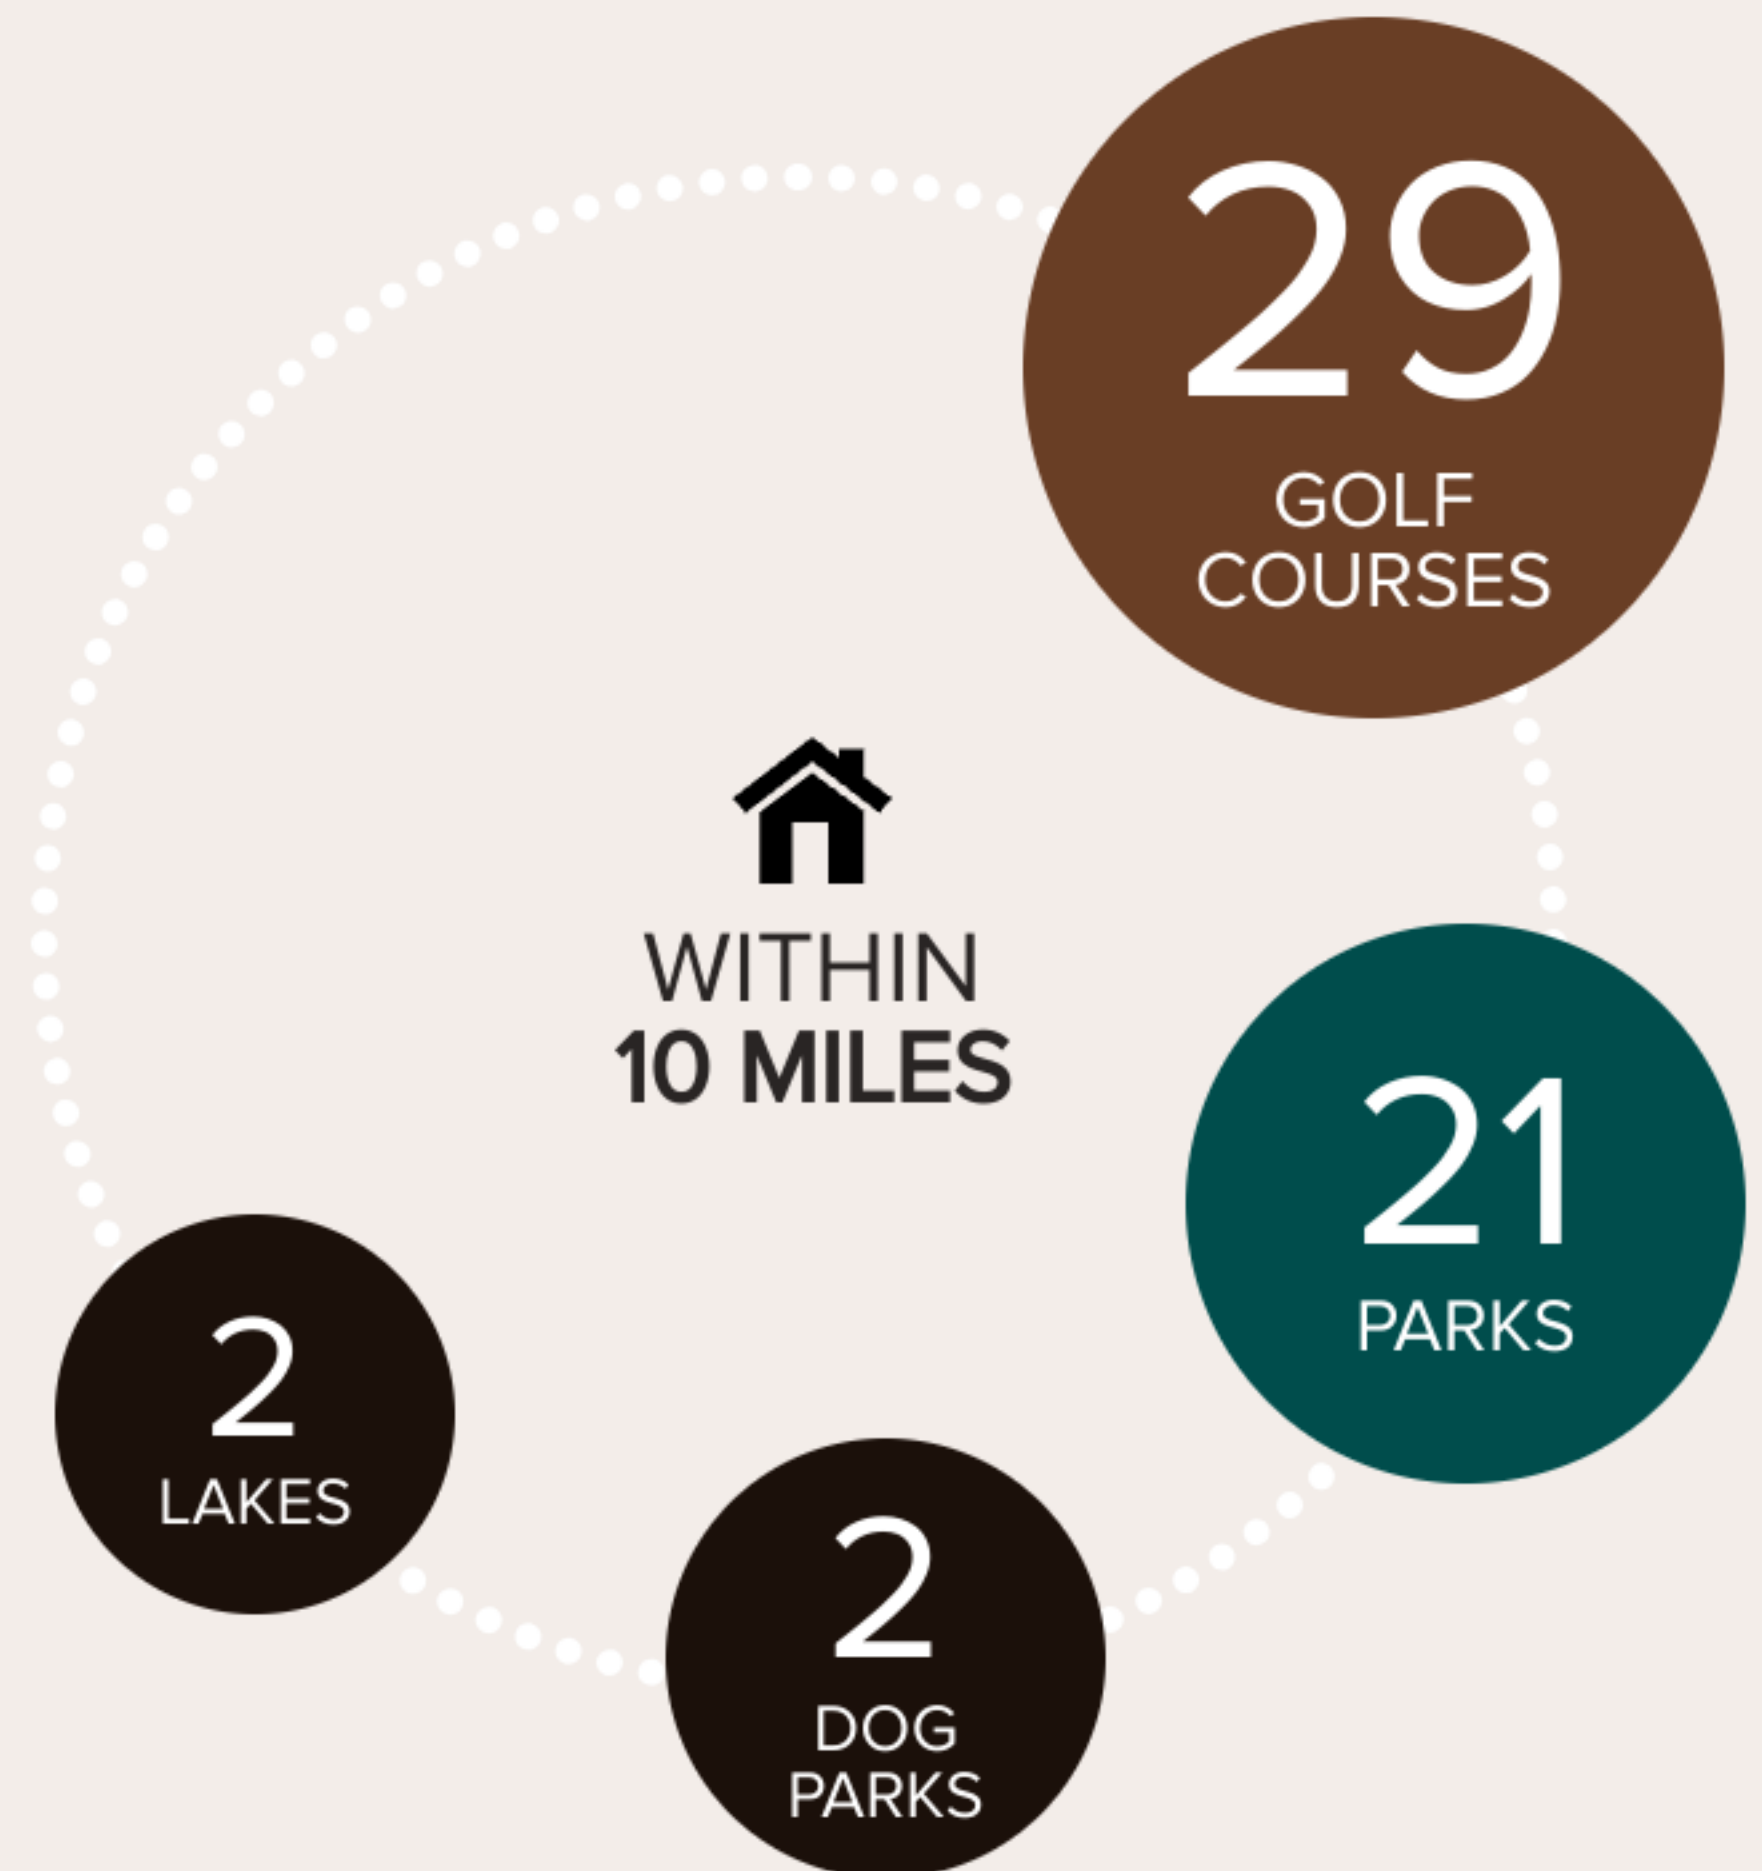 29
GOLF
COURSES
WITHIN
10 MILES
21
PARKS
2
LAKES
2
DOG
PARKS